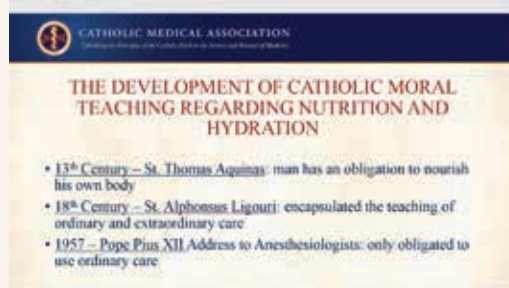 CATHOLIC MEDICAL ASSOCIATION
THE DEVELOPMENT OF CATHOLIC MORAL
TEACHING REGARDING NUTRITION AND
HYDRATION
• 13th Century – St. Thomas Aquinas: man has an obligation to nourish
his own body
• 18th Century – St. Alphonsus Ligouri: encapsulated the teaching of
ordinary and extraordinary care
• 1957 – Pope Pius XII Address to Anesthesiologists: only obligated to
use ordinary care